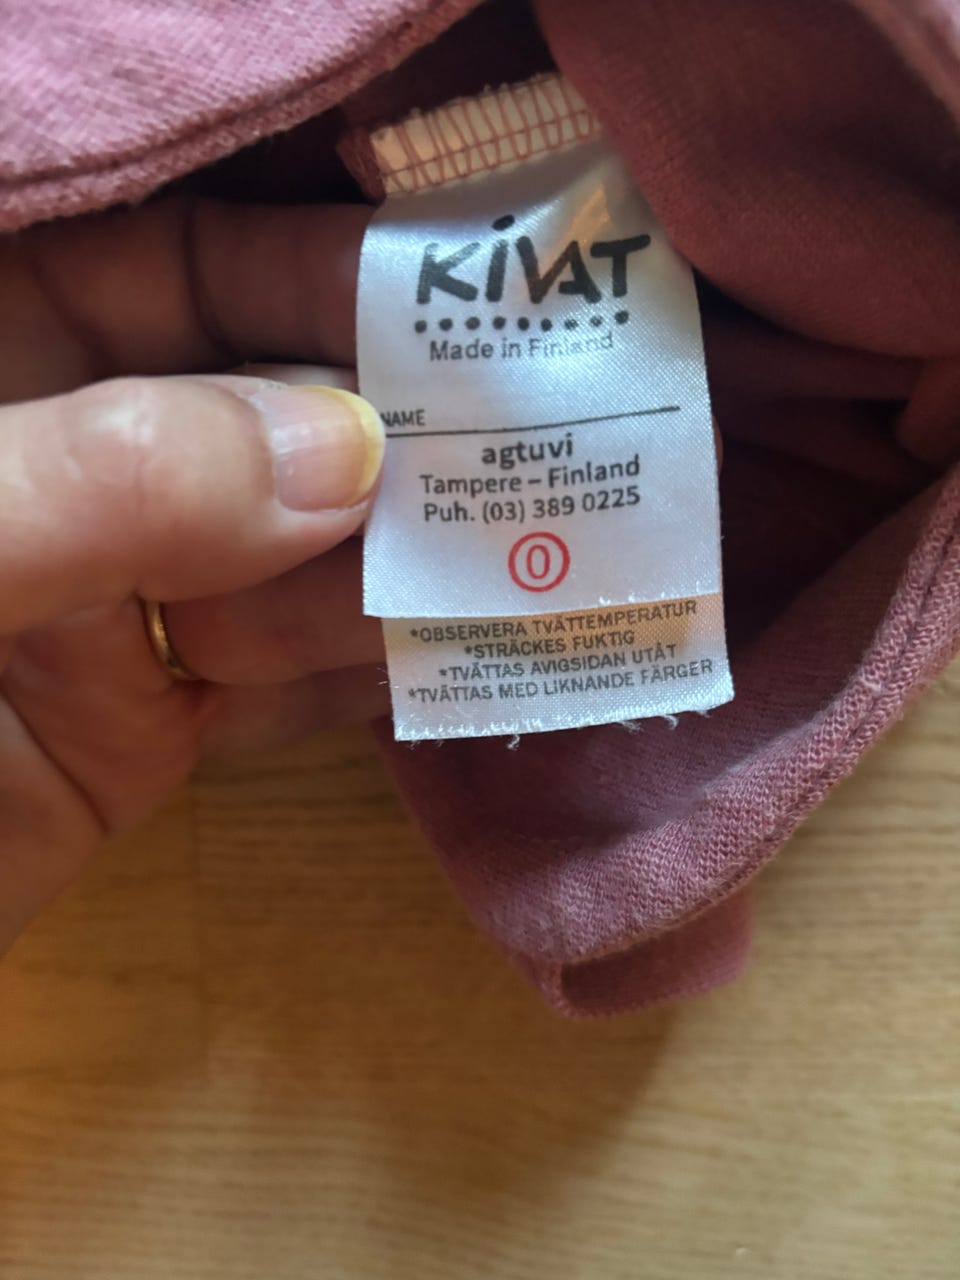 KiVAT
Made in Finland
NAME
agtuvi
Tampere – Finland
Puh. (03) 389 0225
0
*OBSERVERA TVÄTTEMPERATUR
*STRÄCKES FUKTIG
*TVÄTTAS AVIGSIDAN UTÅT
*TVÄTTAS MED LIKNANDE FÄRGER